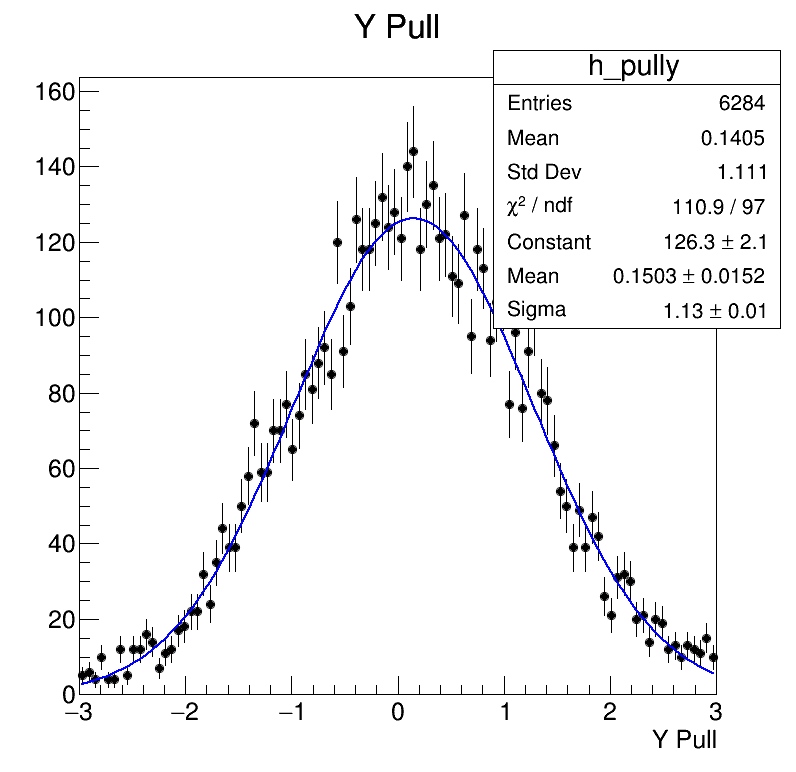 Y Pull
h_pully
Entries 6284
Mean 0.1405
Std Dev 1.111
χ² / ndf 110.9 / 97
Constant 126.3 ± 2.1
Mean 0.1503 ± 0.0152
Sigma 1.13 ± 0.01
160
140
120
100
80
60
40
20
0
−3 −2 −1 0 1 2 3
Y Pull